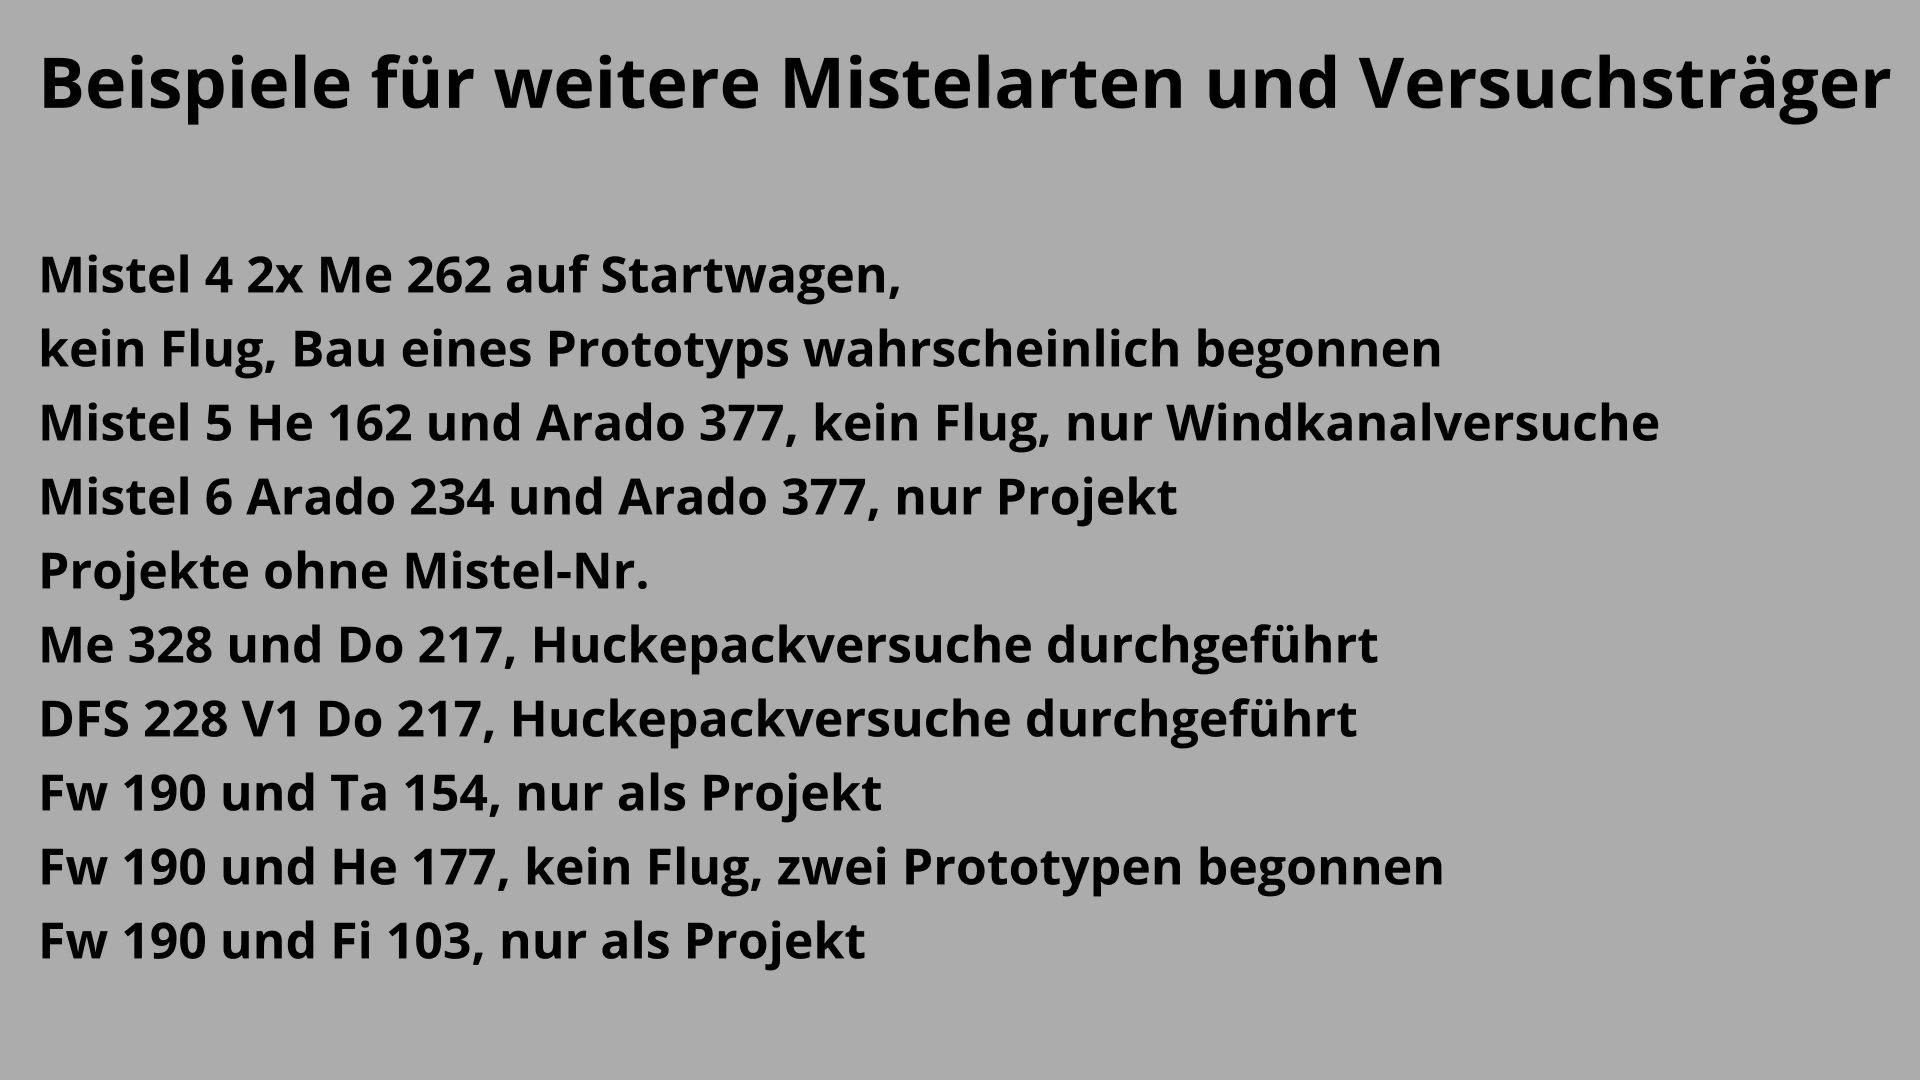 Beispiele für weitere Mistelarten und Versuchsträger
Mistel 4 2x Me 262 auf Startwagen,
kein Flug, Bau eines Prototyps wahrscheinlich begonnen
Mistel 5 He 162 und Arado 377, kein Flug, nur Windkanalversuche
Mistel 6 Arado 234 und Arado 377, nur Projekt
Projekte ohne Mistel-Nr.
Me 328 und Do 217, Huckepackversuche durchgeführt
DFS 228 V1 Do 217, Huckepackversuche durchgeführt
Fw 190 und Ta 154, nur als Projekt
Fw 190 und He 177, kein Flug, zwei Prototypen begonnen
Fw 190 und Fi 103, nur als Projekt